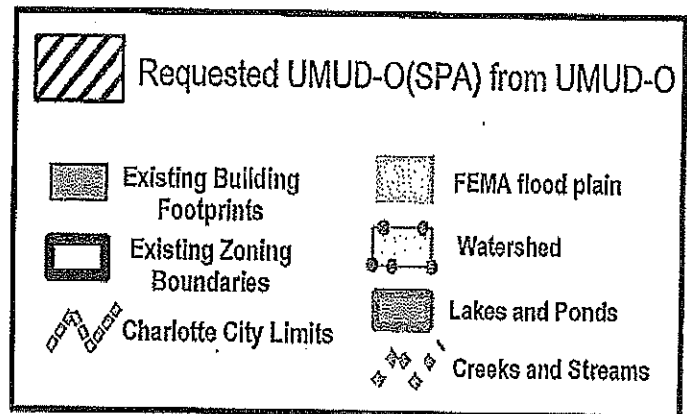 Requested UMUD-O(SPA) from UMUD-O
Existing Building
Footprints
Existing Zoning
Boundaries
Charlotte City Limits
FEMA flood plain
Watershed
Lakes and Ponds
Creeks and Streams